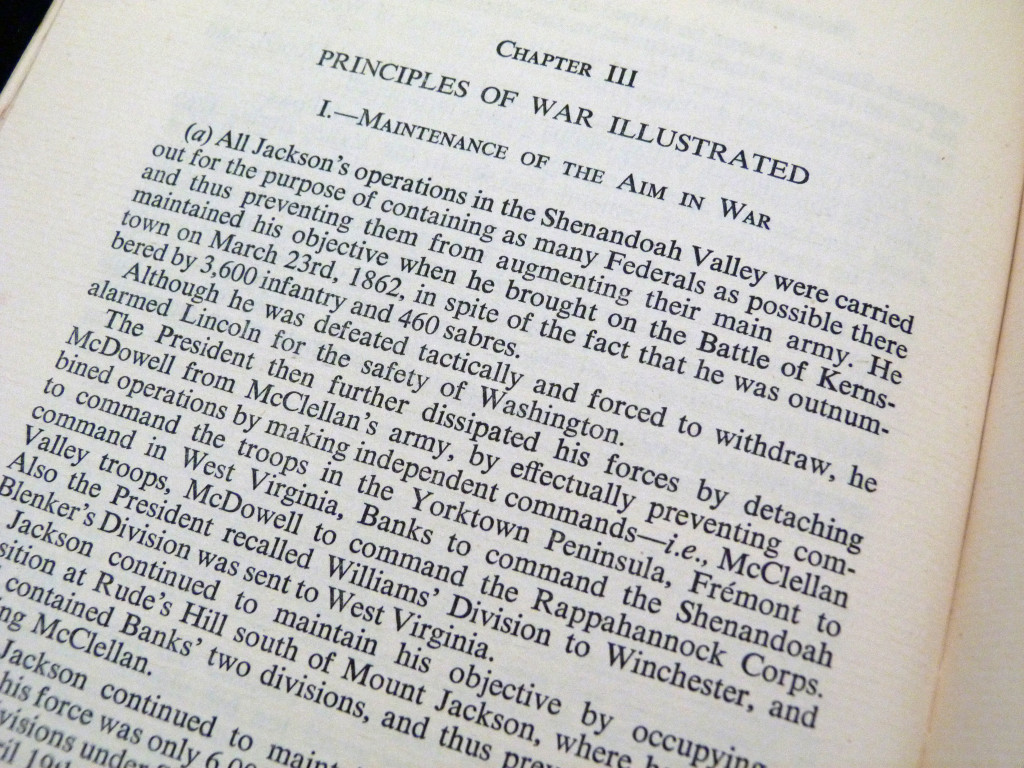 CHAPTER III
PRINCIPLES OF WAR ILLUSTRATED
I.—MAINTENANCE OF THE AIM IN WAR
(a) All Jackson's operations in the Shenandoah Valley were carried
out for the purpose of containing as many Federals as possible there
and thus preventing them from augmenting their main army. He
maintained his objective when he brought on the Battle of Kerns-
town on March 23rd, 1862, in spite of the fact that he was outnum-
bered by 3,600 infantry and 460 sabres.
Although he was defeated tactically and forced to withdraw, he
alarmed Lincoln for the safety of Washington.
The President then further dissipated his forces by detaching
McDowell from McClellan's army, by effectually preventing com-
bined operations by making independent commands—i.e., McClellan
to command the troops in the Yorktown Peninsula, Frémont to
command in West Virginia, Banks to command the Shenandoah
Valley troops, McDowell to command the Rappahannock Corps.
Also the President recalled Williams' Division to Winchester, and
Blenker's Division was sent to West Virginia.
Jackson continued to maintain his objective by occupying
sition at Rude's Hill south of Mount Jackson, where
contained Banks' two divisions, and thus
ng McClellan.
Jackson continued to
his force was only
visions under